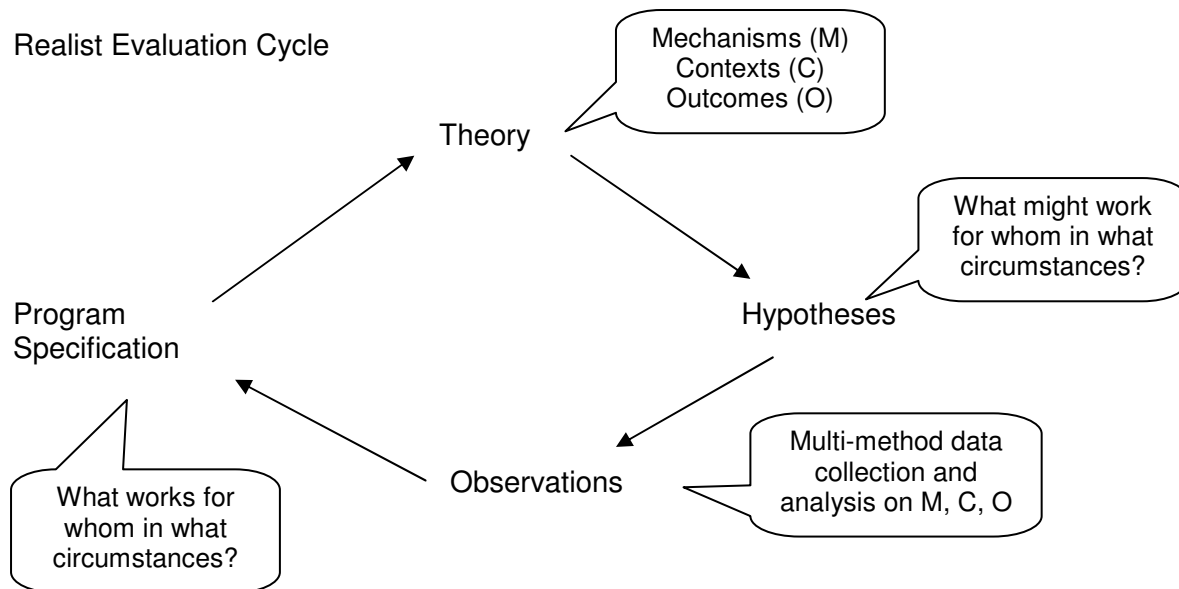 Realist Evaluation Cycle
Mechanisms (M)
Contexts (C)
Outcomes (O)
Theory
What might work
for whom in what
circumstances?
Hypotheses
Multi-method data
collection and
analysis on M, C, O
Observations
Program
Specification
What works for
whom in what
circumstances?